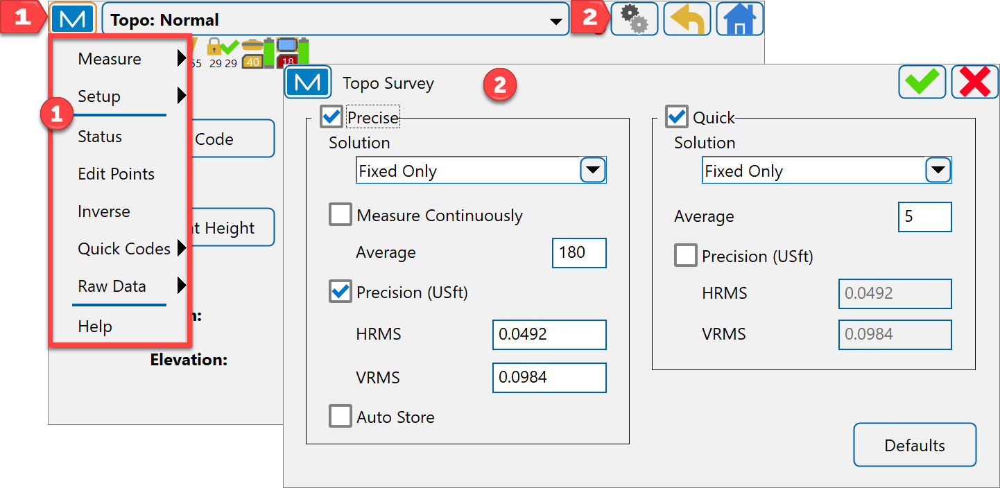 1
Topo: Normal
2
Measure
Setup
1
Status
Edit Points
Inverse
Quick Codes
Raw Data
Help
55
29 29
40
18
Code
t Height
n:
Elevation:
Topo Survey
2
Precise
Solution
Fixed Only
Measure Continuously
Average
180
Precision (USft)
HRMS
0.0492
VRMS
0.0984
Auto Store
Quick
Solution
Fixed Only
Average
5
Precision (USft)
HRMS
0.0492
VRMS
0.0984
Defaults